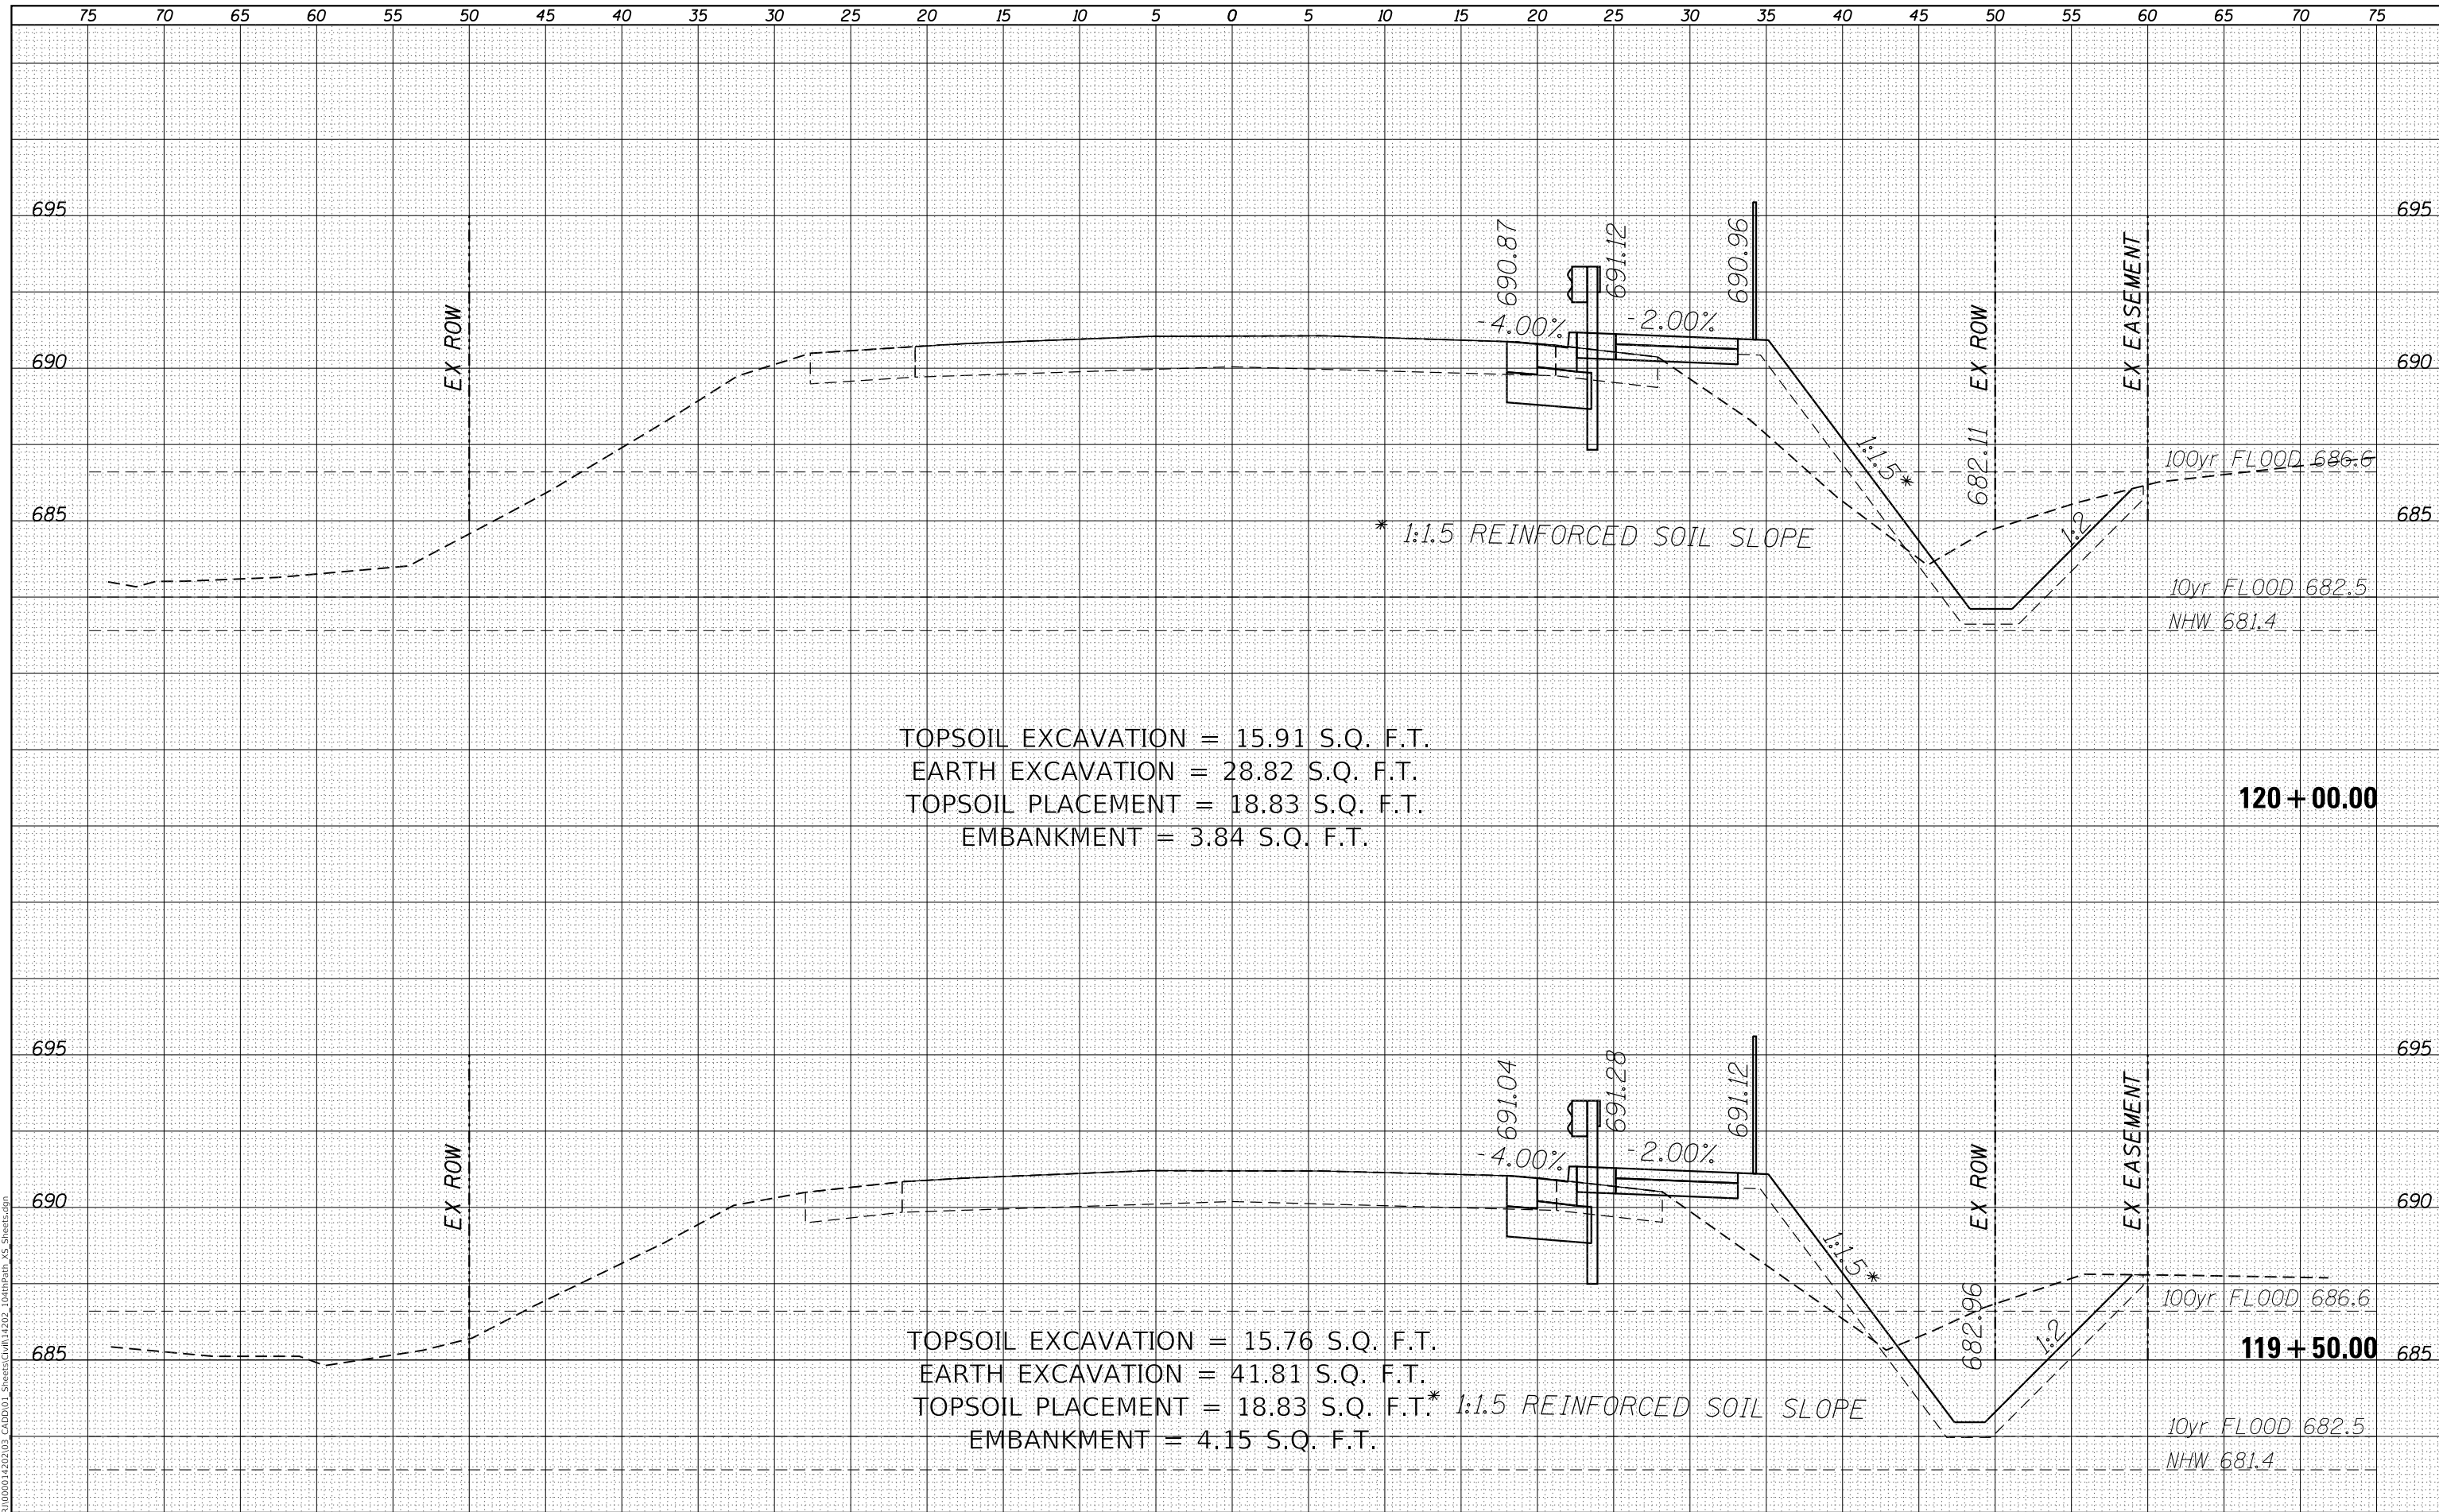 75 70 65 60 55 50 45 40 35 30 25 20 15 10 5 0 5 10 15 20 25 30 35 40 45 50 55 60 65 70 75
695 695
690.87
691.12
690.96
EX ROW
EX ROW
EX EASEMENT
-4.00%
-2.00%
690 690
1:1.5 *
682.11
100yr FLOOD 686.6
685 685
* 1:1.5 REINFORCED SOIL SLOPE
1:2
10yr FLOOD 682.5
NHW 681.4
TOPSOIL EXCAVATION = 15.91 S.Q. F.T.
EARTH EXCAVATION = 28.82 S.Q. F.T.
TOPSOIL PLACEMENT = 18.83 S.Q. F.T.
EMBANKMENT = 3.84 S.Q. F.T.
120+00.00
695 695
691.04
691.28
691.12
EX ROW
EX ROW
EX EASEMENT
-4.00%
-2.00%
690 690
1:1.5 *
682.96
100yr FLOOD 686.6
1:2
685 685
119+50.00
TOPSOIL EXCAVATION = 15.76 S.Q. F.T.
EARTH EXCAVATION = 41.81 S.Q. F.T.
TOPSOIL PLACEMENT = 18.83 S.Q. F.T.
EMBANKMENT = 4.15 S.Q. F.T.
* 1:1.5 REINFORCED SOIL SLOPE
10yr FLOOD 682.5
NHW 681.4